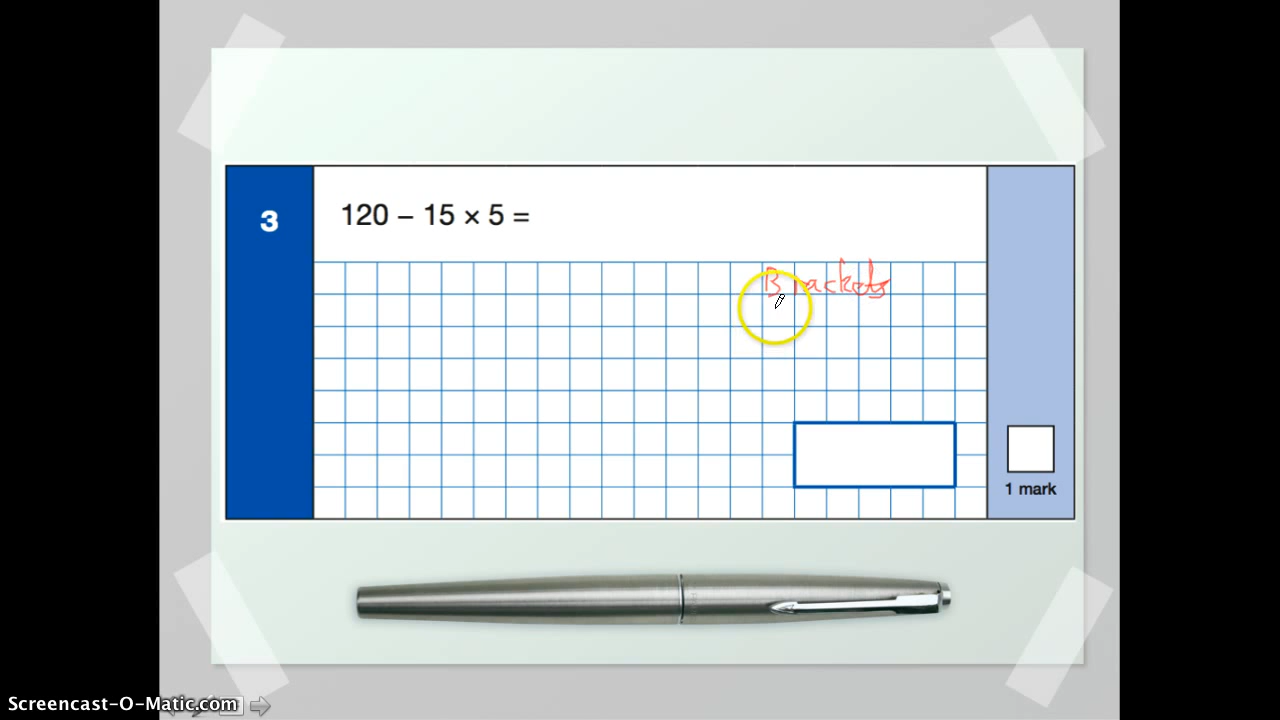 3
120 – 15 × 5 =
Brackets
1 mark
Screencast-O-Matic.com